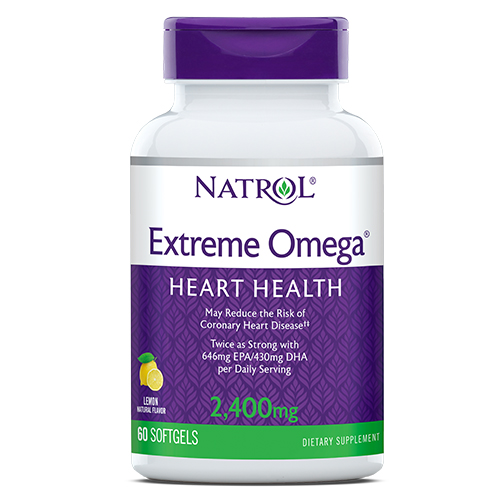 NATROL®
Extreme Omega®
HEART HEALTH
May Reduce the Risk of
Coronary Heart Disease††
Twice as Strong with
646mg EPA/430mg DHA
per Daily Serving
LEMON
NATURAL FLAVOR
2,400mg
60 SOFTGELS
DIETARY SUPPLEMENT